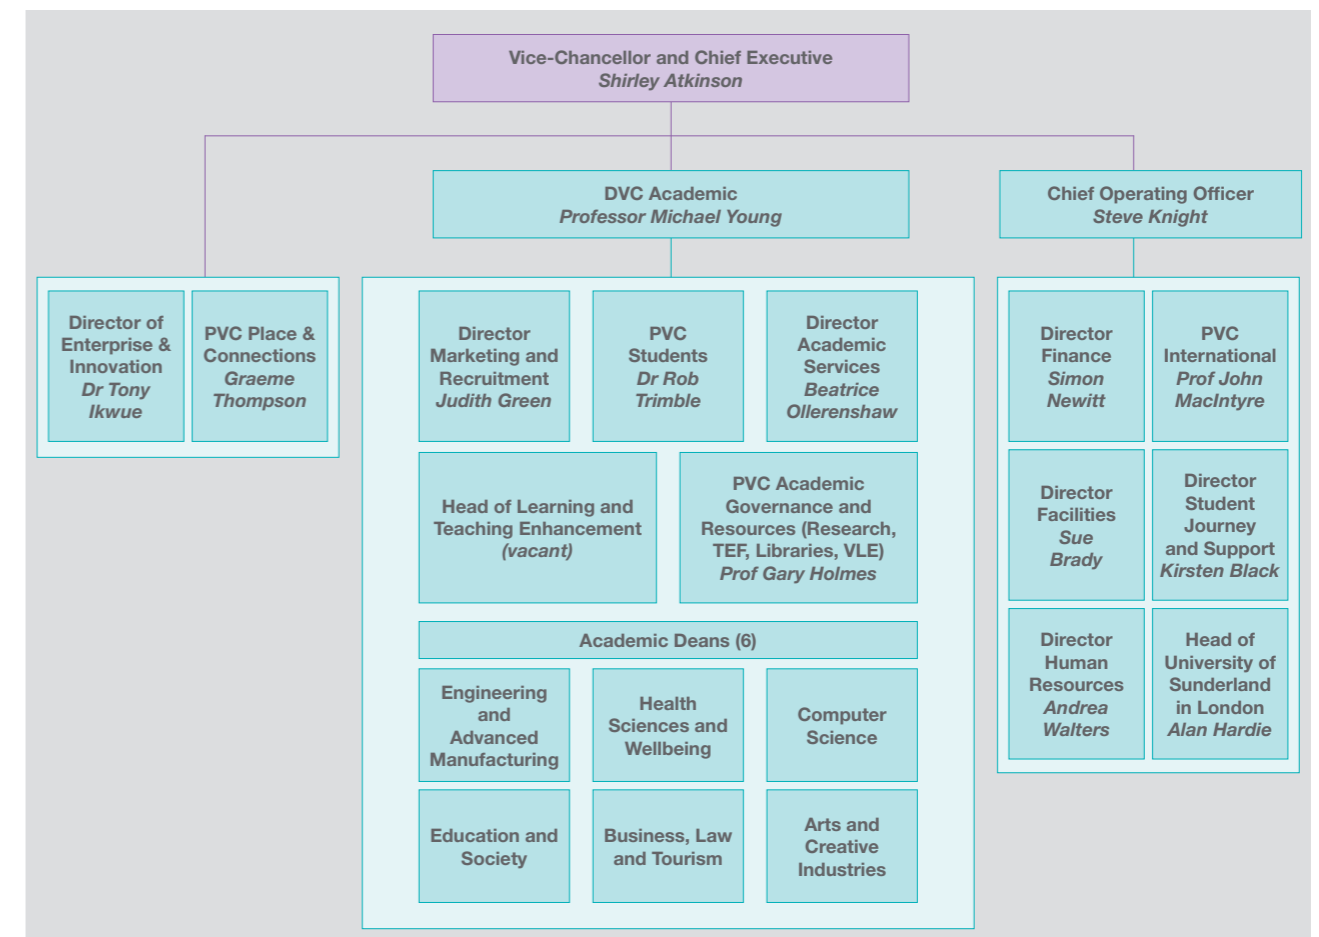 Vice-Chancellor and Chief Executive
Shirley Atkinson
DVC Academic
Professor Michael Young
Chief Operating Officer
Steve Knight
Director of
Enterprise &
Innovation
Dr Tony
Ikwue
PVC Place &
Connections
Graeme
Thompson
Director
Marketing and
Recruitment
Judith Green
PVC
Students
Dr Rob
Trimble
Director
Academic
Services
Beatrice
Ollerenshaw
Head of Learning and
Teaching Enhancement
(vacant)
PVC Academic
Governance and
Resources (Research,
TEF, Libraries, VLE)
Prof Gary Holmes
Academic Deans (6)
Engineering
and
Advanced
Manufacturing
Health
Sciences and
Wellbeing
Computer
Science
Education and
Society
Business, Law
and Tourism
Arts and
Creative
Industries
Director
Finance
Simon
Newitt
PVC
International
Prof John
MacIntyre
Director
Facilities
Sue
Brady
Director
Student
Journey
and Support
Kirsten Black
Director
Human
Resources
Andrea
Walters
Head of
University of
Sunderland
in London
Alan Hardie